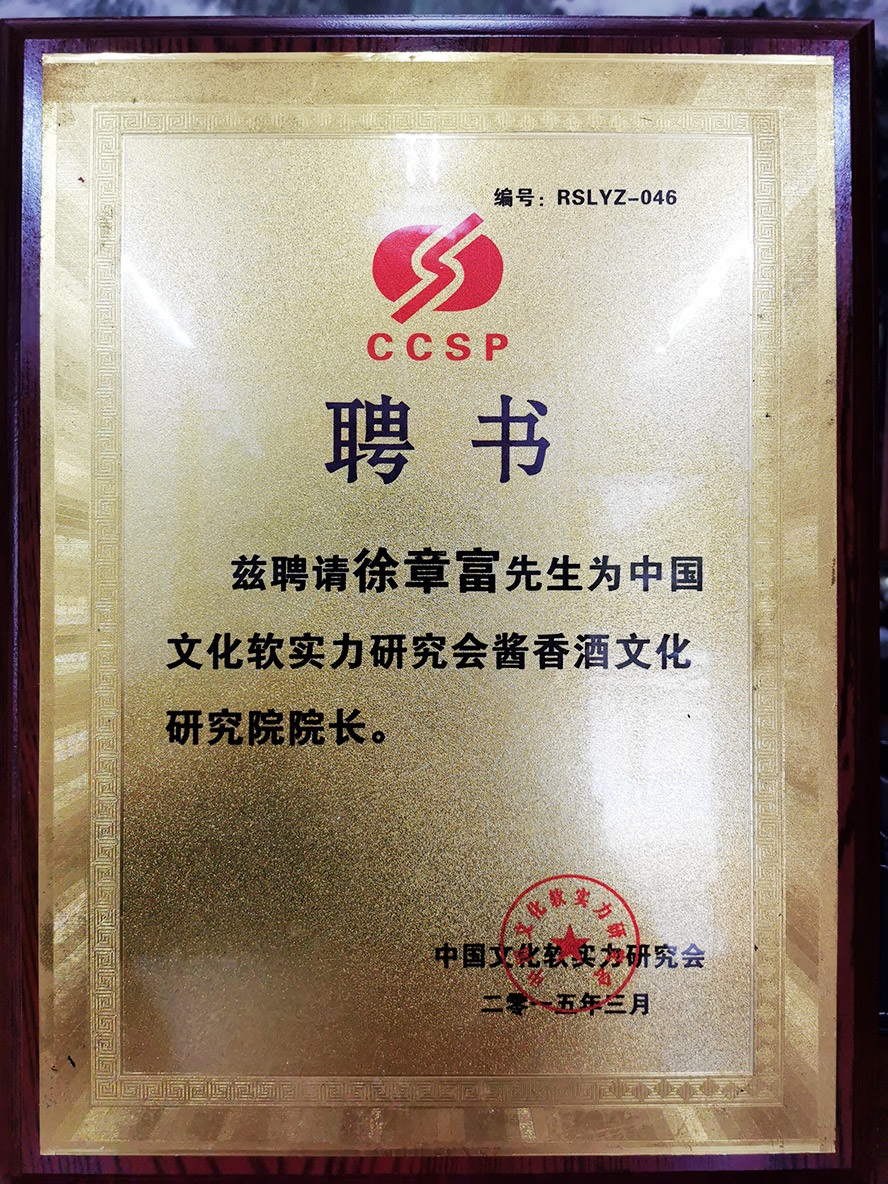 编号：RSLYZ-046
CCSP
聘 书
兹聘请徐章富先生为中国
文化软实力研究会酱香酒文化
研究院院长。
中国文化软实力研究会
二零一五年三月